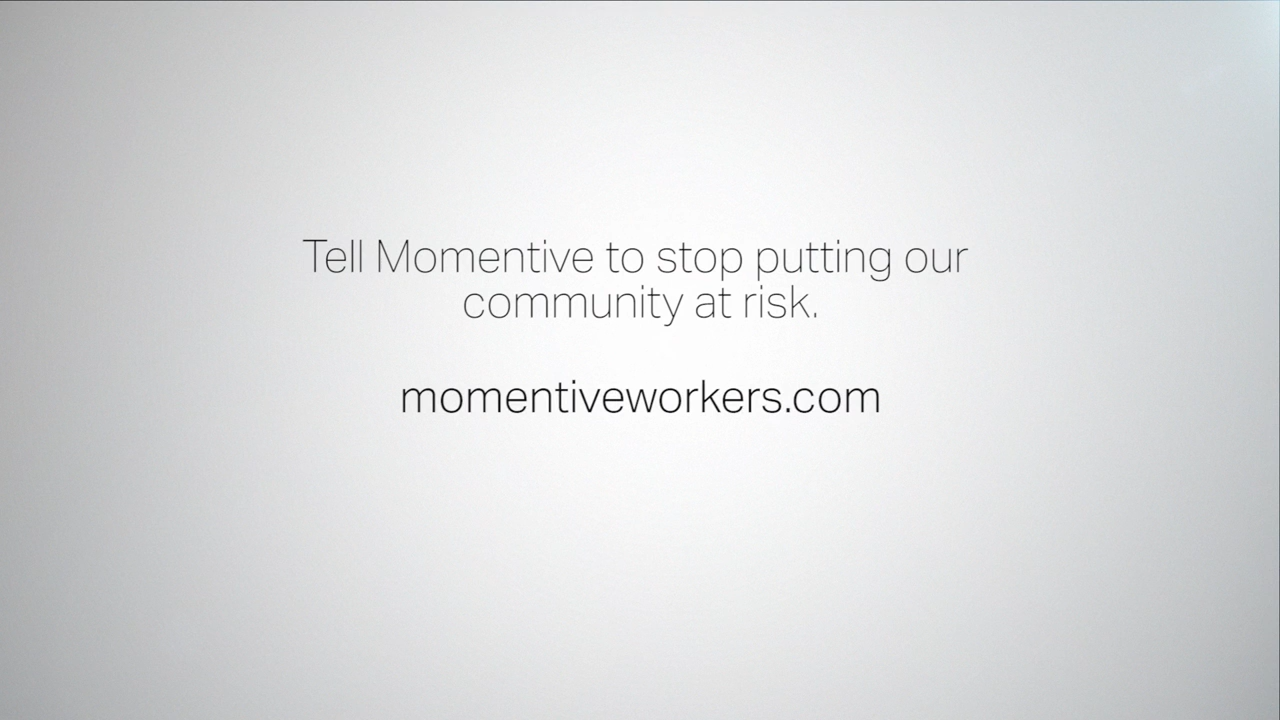 Tell Momentive to stop putting our
community at risk.
momentiveworkers.com